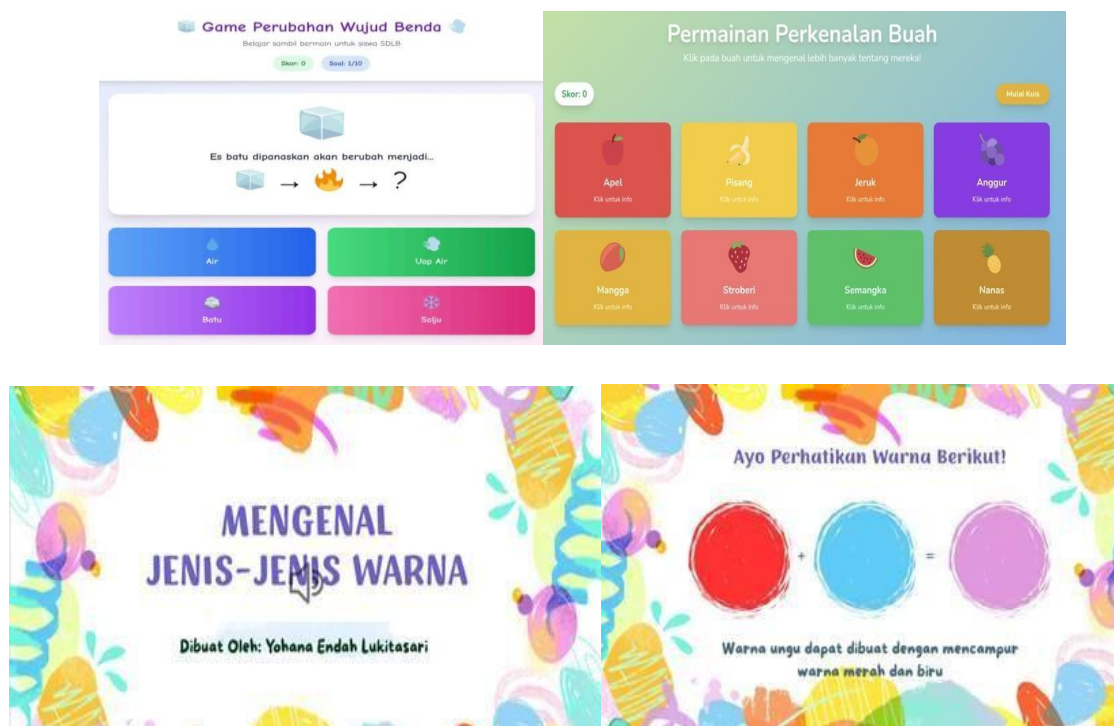 Game Perubahan Wujud Benda
Belajar sambil bermain untuk siswa SDLB
Skor: 0
Soal: 1/10
Es batu dipanaskan akan berubah menjadi...
→ → ?
Air
Uap Air
Batu
Salju
Permainan Perkenalan Buah
Klik pada buah untuk mengenal lebih banyak tentang mereka!
Skor: 0
Mulai Kuis
Apel
Klik untuk info
Pisang
Klik untuk info
Jeruk
Klik untuk info
Anggur
Klik untuk info
Mangga
Klik untuk info
Stroberi
Klik untuk info
Semangka
Klik untuk info
Nanas
Klik untuk info
MENGENAL
JENIS-JENIS WARNA
Dibuat Oleh: Yohana Endah Lukitasari
Ayo Perhatikan Warna Berikut!
+ =
Warna ungu dapat dibuat dengan mencampur
warna merah dan biru